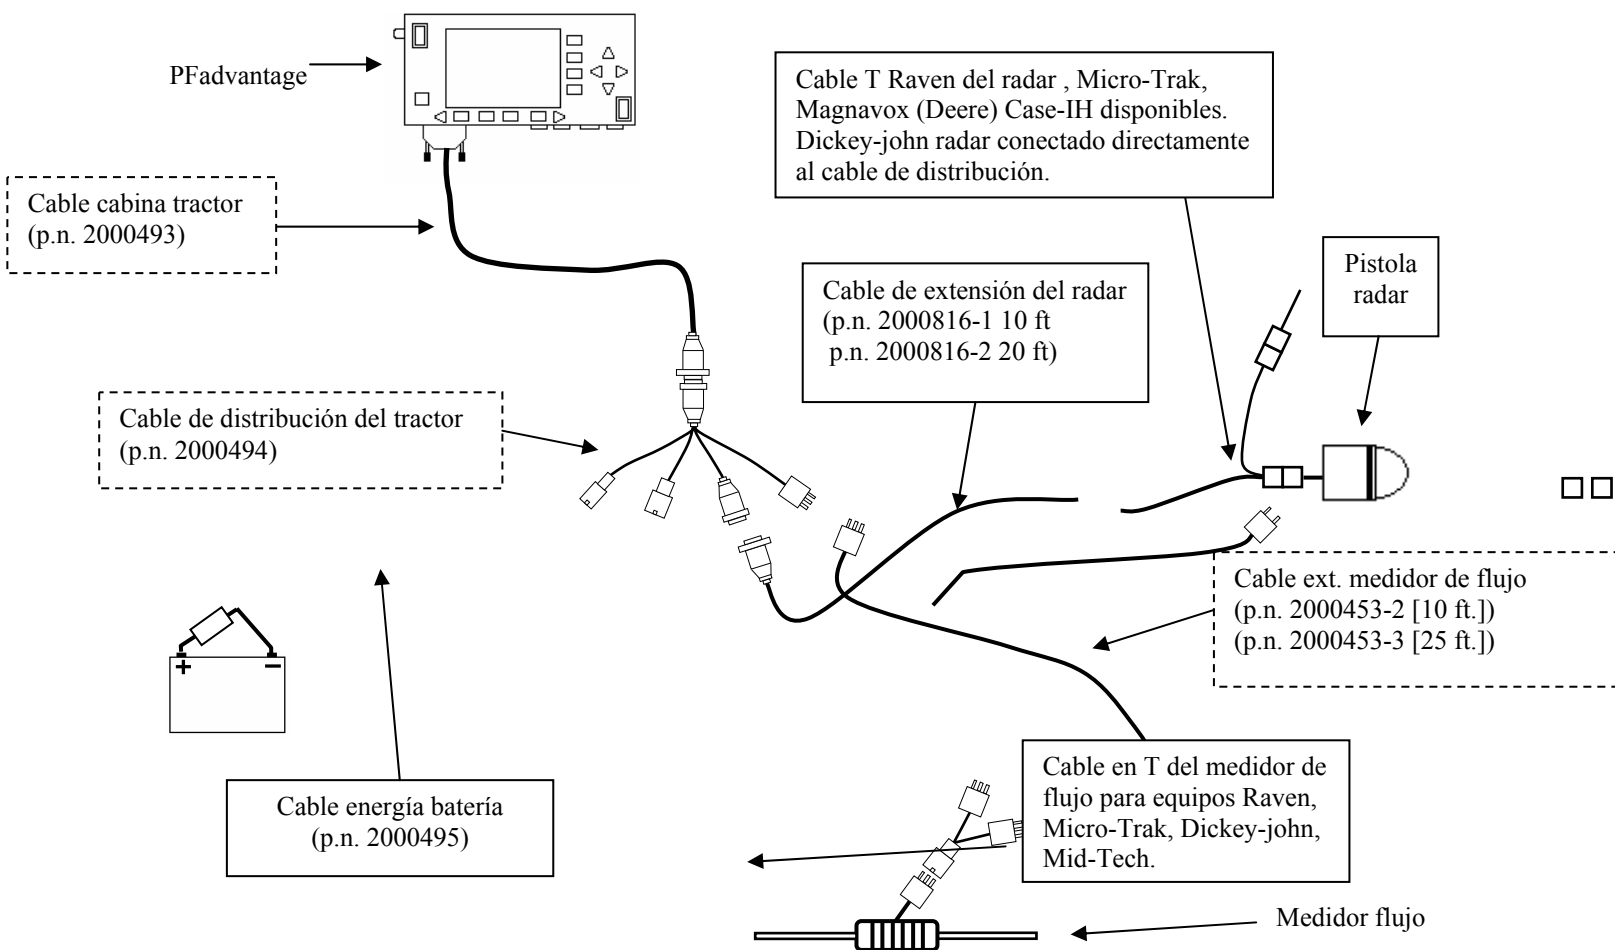 PFadvantage
Cable T Raven del radar , Micro-Trak,
Magnavox (Deere) Case-IH disponibles.
Dickey-john radar conectado directamente
al cable de distribución.
Cable cabina tractor
(p.n. 2000493)
Pistola
radar
Cable de extensión del radar
(p.n. 2000816-1 10 ft
p.n. 2000816-2 20 ft)
Cable de distribución del tractor
(p.n. 2000494)
Cable ext. medidor de flujo
(p.n. 2000453-2 [10 ft.])
(p.n. 2000453-3 [25 ft.])
+ −
Cable energía batería
(p.n. 2000495)
Cable en T del medidor de
flujo para equipos Raven,
Micro-Trak, Dickey-john,
Mid-Tech.
Medidor flujo